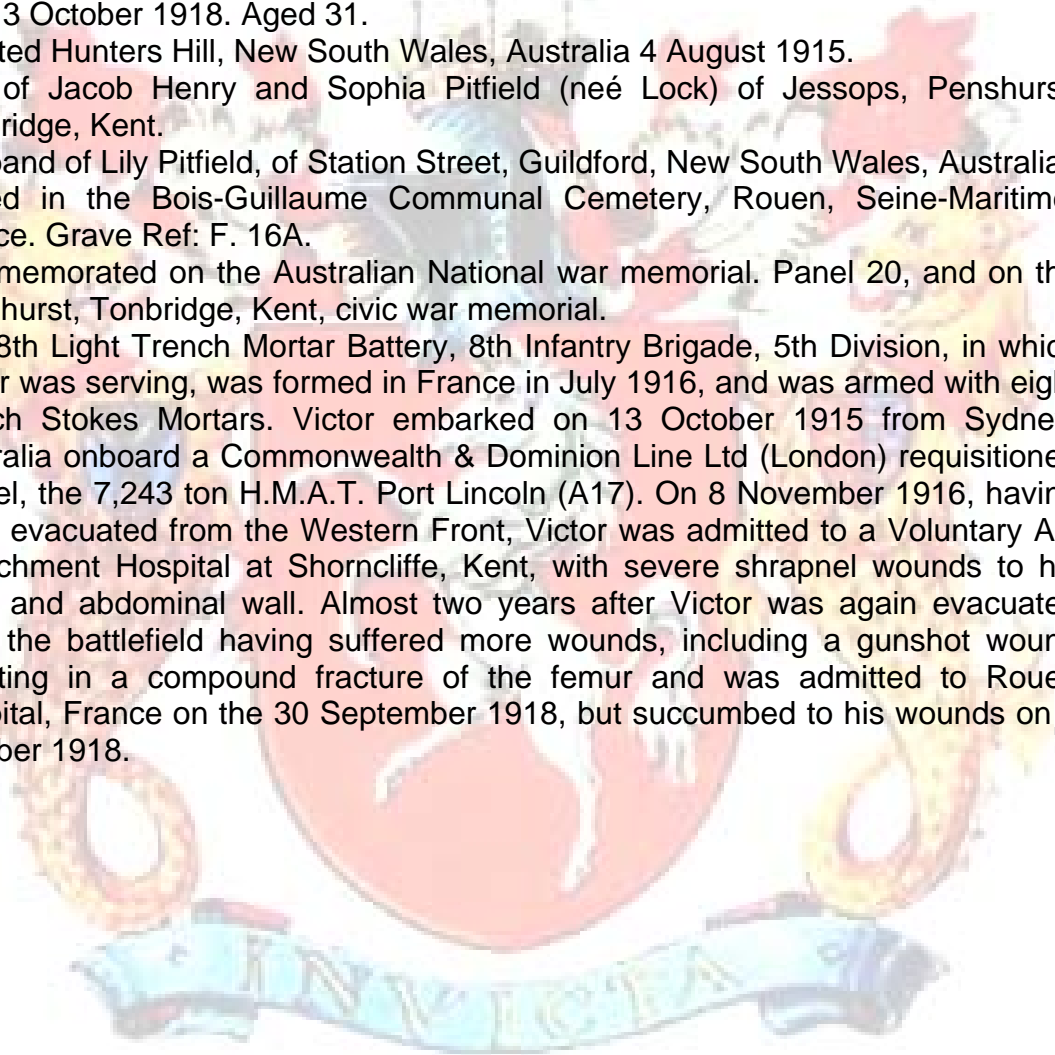 3 October 1918. Aged 31.
ted Hunters Hill, New South Wales, Australia 4 August 1915.
of Jacob Henry and Sophia Pitfield (neé Lock) of Jessops, Penshurs
ridge, Kent.
band of Lily Pitfield, of Station Street, Guildford, New South Wales, Australia
ed in the Bois-Guillaume Communal Cemetery, Rouen, Seine-Maritime
ce. Grave Ref: F. 16A.
memorated on the Australian National war memorial. Panel 20, and on th
hurst, Tonbridge, Kent, civic war memorial.
8th Light Trench Mortar Battery, 8th Infantry Brigade, 5th Division, in whic
r was serving, was formed in France in July 1916, and was armed with eigh
ch Stokes Mortars. Victor embarked on 13 October 1915 from Sydne
ralia onboard a Commonwealth & Dominion Line Ltd (London) requisitione
el, the 7,243 ton H.M.A.T. Port Lincoln (A17). On 8 November 1916, havin
evacuated from the Western Front, Victor was admitted to a Voluntary A
chment Hospital at Shorncliffe, Kent, with severe shrapnel wounds to h
and abdominal wall. Almost two years after Victor was again evacuate
the battlefield having suffered more wounds, including a gunshot woun
ting in a compound fracture of the femur and was admitted to Roue
pital, France on the 30 September 1918, but succumbed to his wounds on
ber 1918.
INVICTA